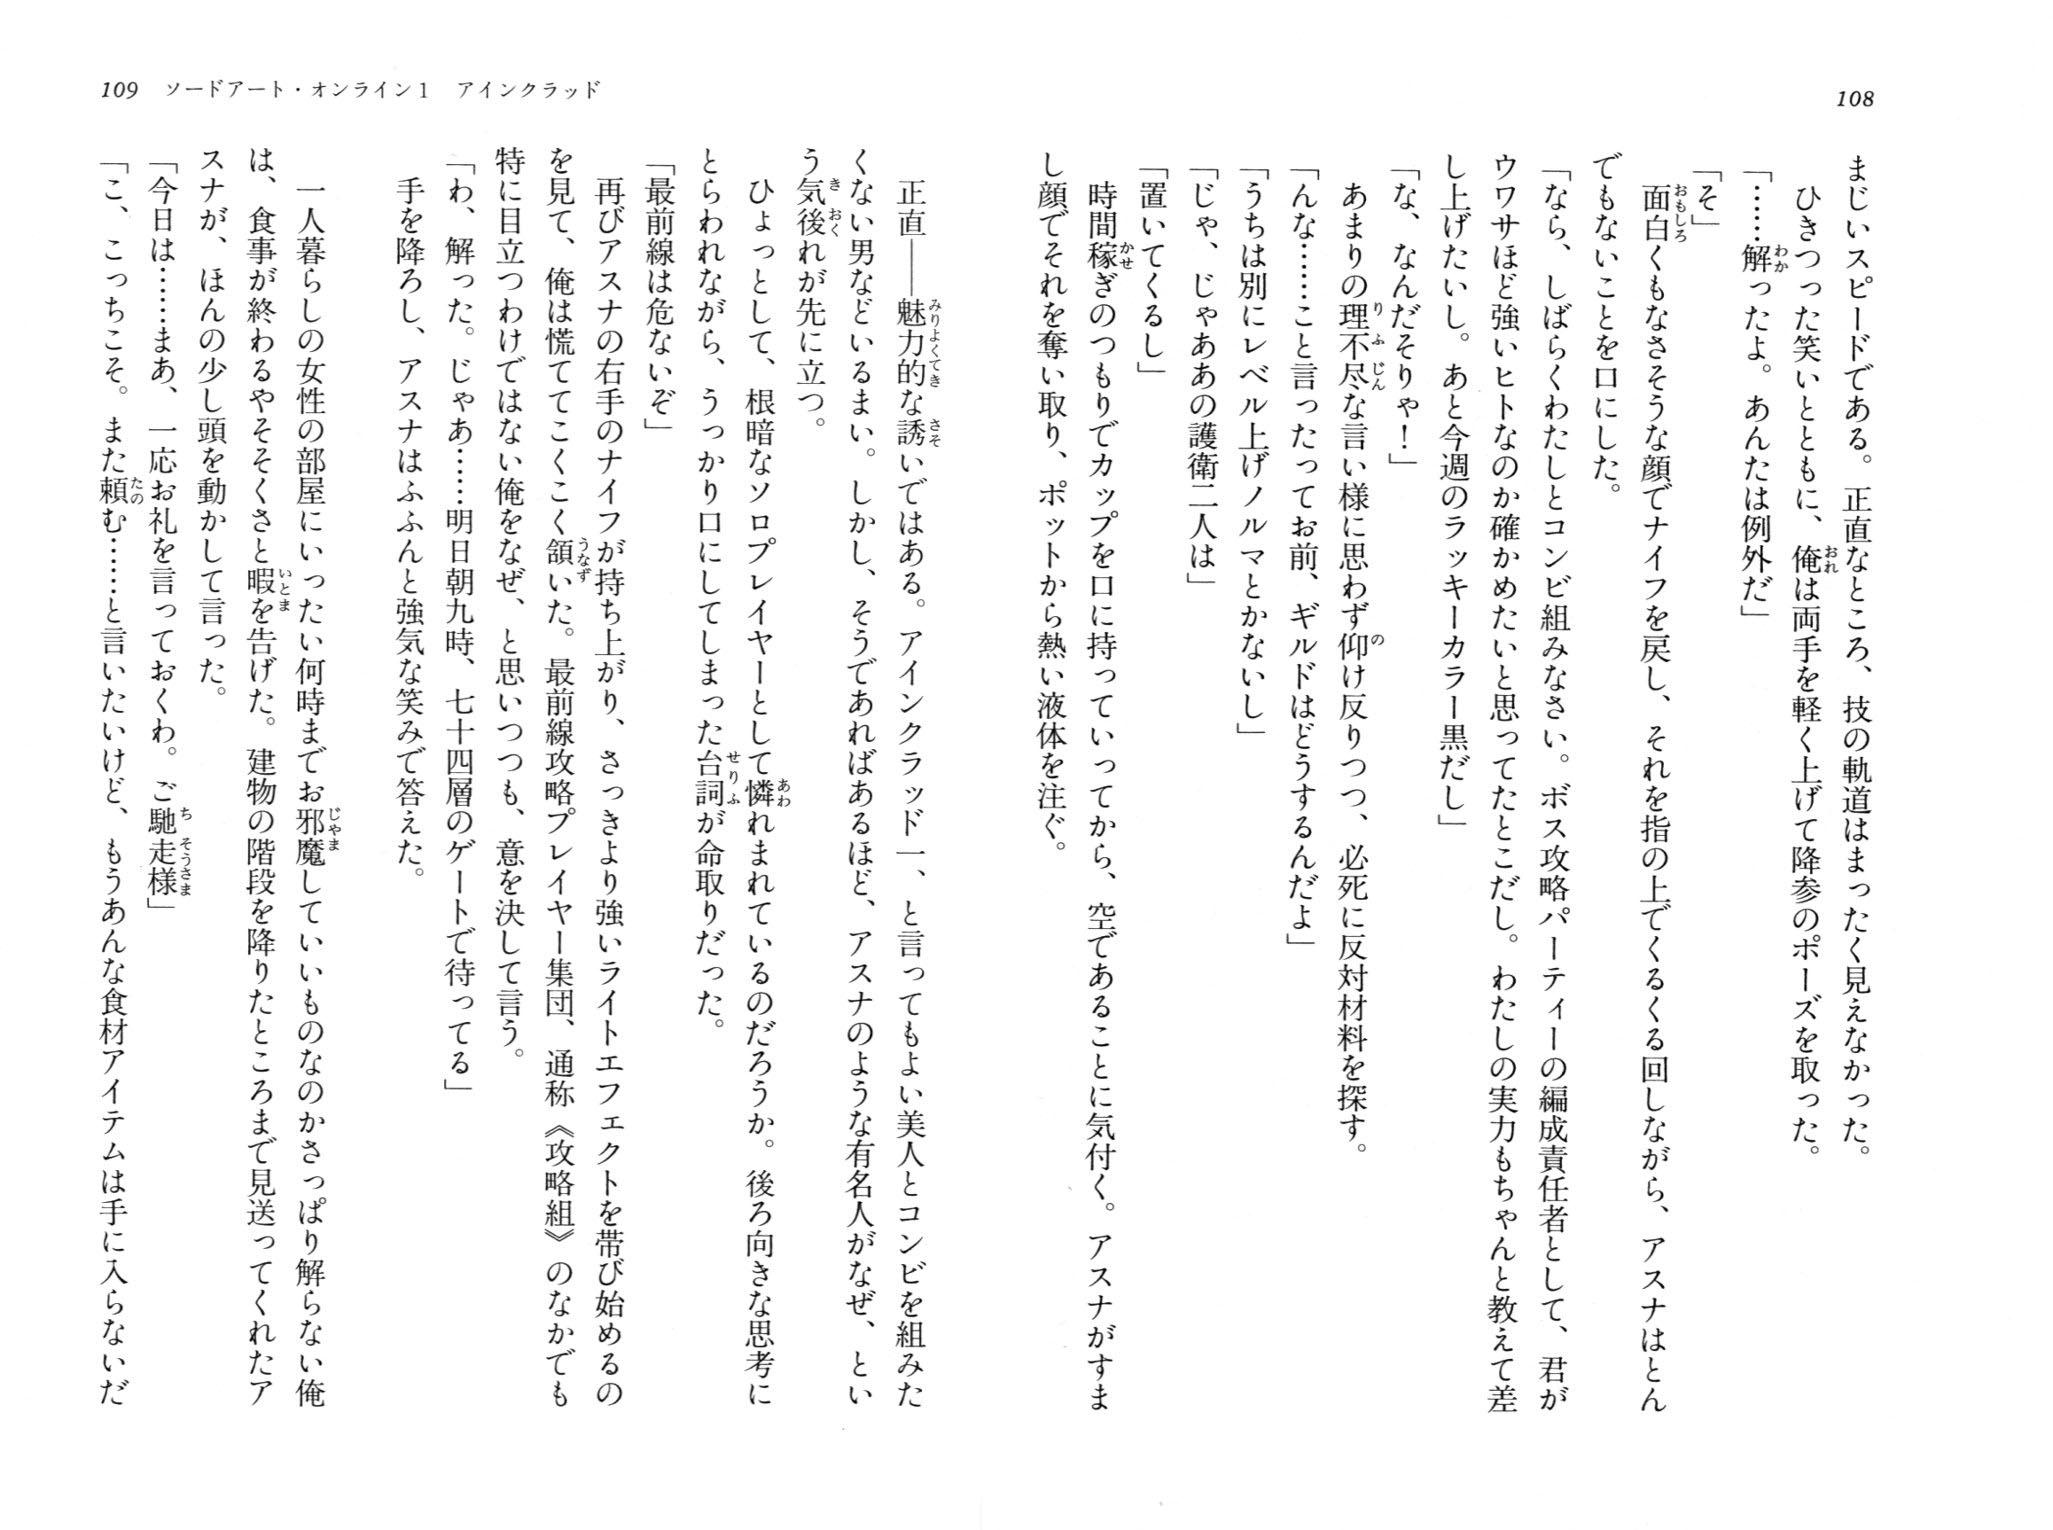 108
まじいスピードである。正直なところ、技の軌道はまったく見えなかった。
ひきつった笑いとともに、俺は両手を軽く上げて降参のポーズを取った。
「……解ったよ。あんたは例外だ」
「そ」
面白くもなさそうな顔でナイフを戻し、それを指の上でくるくる回しながら、アスナはとん
でもないことを口にした。
「なら、しばらくわたしとコンビ組みなさい。ボス攻略パーティーの編成責任者として、君が
ウワサほど強いヒトなのか確かめたいと思ってたとこだし。わたしの実力もちゃんと教えて差
し上げたいし。あと今週のラッキーカラー黒だし」
「な、なんだそりゃ！」
あまりの理不尽な言い様に思わず仰け反りつつ、必死に反対材料を探す。
「んな……こと言ったってお前、ギルドはどうするんだよ」
「うちは別にレベル上げノルマとかないし」
「じゃ、じゃああの護衛二人は」
「置いてくるし」
時間稼ぎのつもりでカップを口に持っていってから、空であることに気付く。アスナがすま
し顔でそれを奪い取り、ポットから熱い液体を注ぐ。
109 ソードアート・オンライン1 アインクラッド
正直――魅力的な誘いではある。アインクラッド一、と言ってもよい美人とコンビを組みた
くない男などいるまい。しかし、そうであればあるほど、アスナのような有名人がなぜ、とい
う気後れが先に立つ。
ひょっとして、根暗なソロプレイヤーとして憐れまれているのだろうか。後ろ向きな思考に
とらわれながら、うっかり口にしてしまった台詞が命取りだった。
「最前線は危ないぞ」
再びアスナの右手のナイフが持ち上がり、さっきより強いライトエフェクトを帯び始めるの
を見て、俺は慌ててこくこく頷いた。最前線攻略プレイヤー集団、通称《攻略組》のなかでも
特に目立つわけではない俺をなぜ、と思いつつも、意を決して言う。
「わ、解った。じゃあ……明日朝九時、七十四層のゲートで待ってる」
手を降ろし、アスナはふふんと強気な笑みで答えた。
一人暮らしの女性の部屋にいったい何時までお邪魔していいものなのかさっぱり解らない俺
は、食事が終わるやそそくさと暇を告げた。建物の階段を降りたところまで見送ってくれたア
スナが、ほんの少し頭を動かして言った。
「今日は……まあ、一応お礼を言っておくわ。ご馳走様」
「こ、こっちこそ。また頼む……と言いたいけど、もうあんな食材アイテムは手に入らないだ